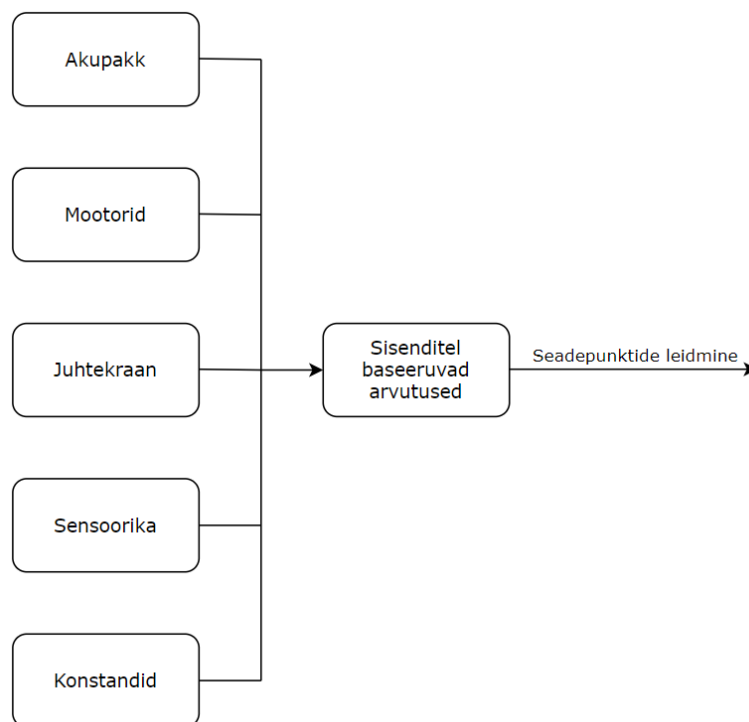 Akupakk
Mootorid
Juhtekraan
Sensoorika
Konstandid
Sisenditel
baseeruvad
arvutused
Seadepunktide leidmine